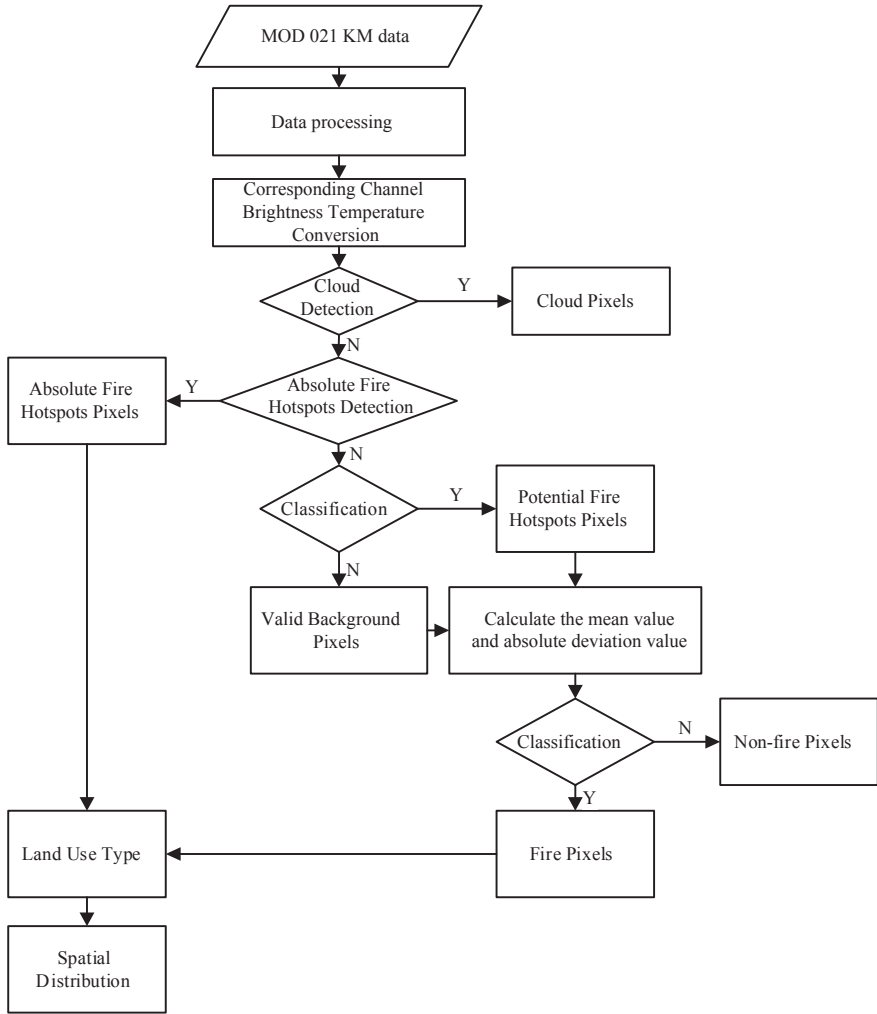 MOD 021 KM data
Data processing
Corresponding Channel
Brightness Temperature
Conversion
Cloud
Detection
Y
Cloud Pixels
N
Absolute Fire
Hotspots Detection
Y
Absolute Fire
Hotspots Pixels
N
Classification
Y
Potential Fire
Hotspots Pixels
N
Valid Background
Pixels
Calculate the mean value
and absolute deviation value
Classification
N
Non-fire Pixels
Y
Fire Pixels
Land Use Type
Spatial
Distribution